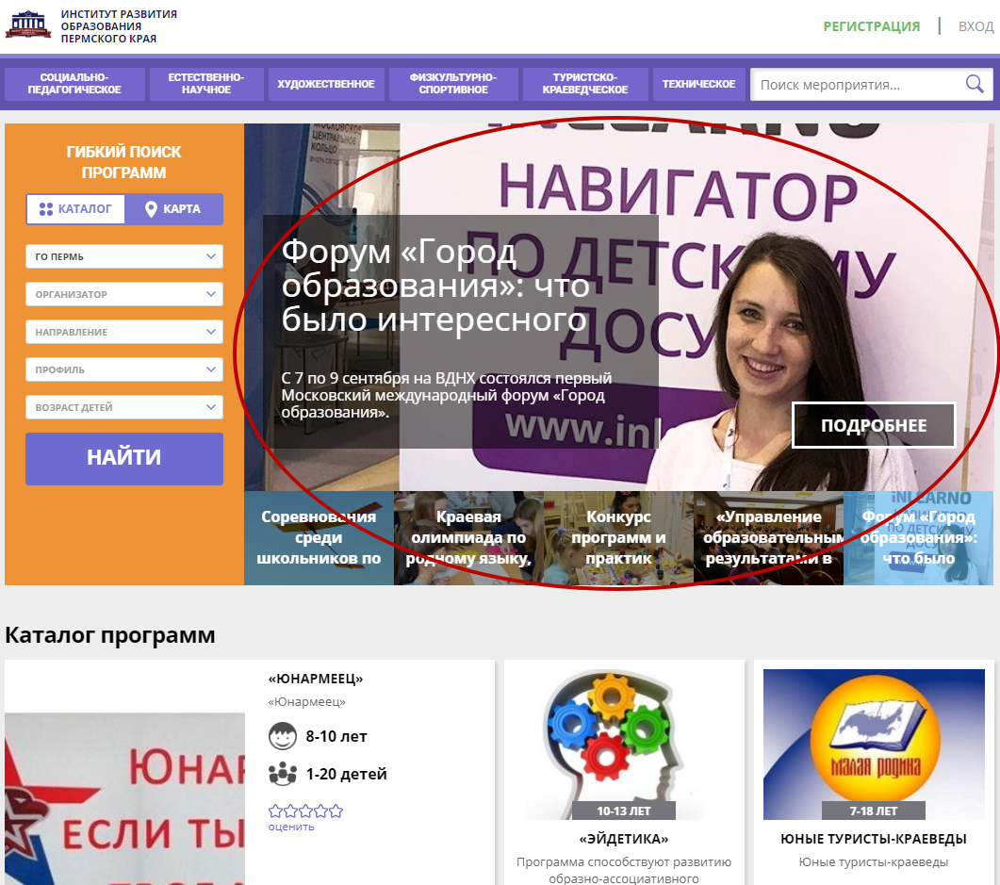 ИНСТИТУТ РАЗВИТИЯ
ОБРАЗОВАНИЯ
ПЕРМСКОГО КРАЯ
РЕГИСТРАЦИЯ | ВХОД
СОЦИАЛЬНО-
ПЕДАГОГИЧЕСКОЕ
ЕСТЕСТВЕННО-
НАУЧНОЕ
ХУДОЖЕСТВЕННОЕ
ФИЗКУЛЬТУРНО-
СПОРТИВНОЕ
ТУРИСТСКО-
КРАЕВЕДЧЕСКОЕ
ТЕХНИЧЕСКОЕ
Поиск мероприятия...
ГИБКИЙ ПОИСК
ПРОГРАММ
КАТАЛОГ
КАРТА
ГО ПЕРМЬ
ОРГАНИЗАТОР
НАПРАВЛЕНИЕ
ПРОФИЛЬ
ВОЗРАСТ ДЕТЕЙ
НАЙТИ
МОСКОВСКОЕ
ЦЕНТРАЛЬНОЕ
КОЛЬЦО
INLEARNO
НАВИГАТОР
ПО ДЕТСКОМУ
ДОСУ
www.inl
Форум «Город
образования»: что
было интересного
С 7 по 9 сентября на ВДНХ состоялся первый
Московский международный форум «Город
образования».
ПОДРОБНЕЕ
Соревнования
среди
школьников по
Краевая
олимпиада по
родному языку,
Конкурс
программ и
практик
«Управление
образовательным
результатами в
Форум «Город
образования»:
что было
Каталог программ
ЮНАР
ЕСЛИ ТЫ
«ЮНАРМЕЕЦ»
«Юнармеец»
8-10 лет
1-20 детей
оценить
10-13 ЛЕТ
«ЭЙДЕТИКА»
Программа способствуют развитию
образно-ассоциативного
малая родина
7-18 ЛЕТ
ЮНЫЕ ТУРИСТЫ-КРАЕВЕДЫ
Юные туристы-краеведы